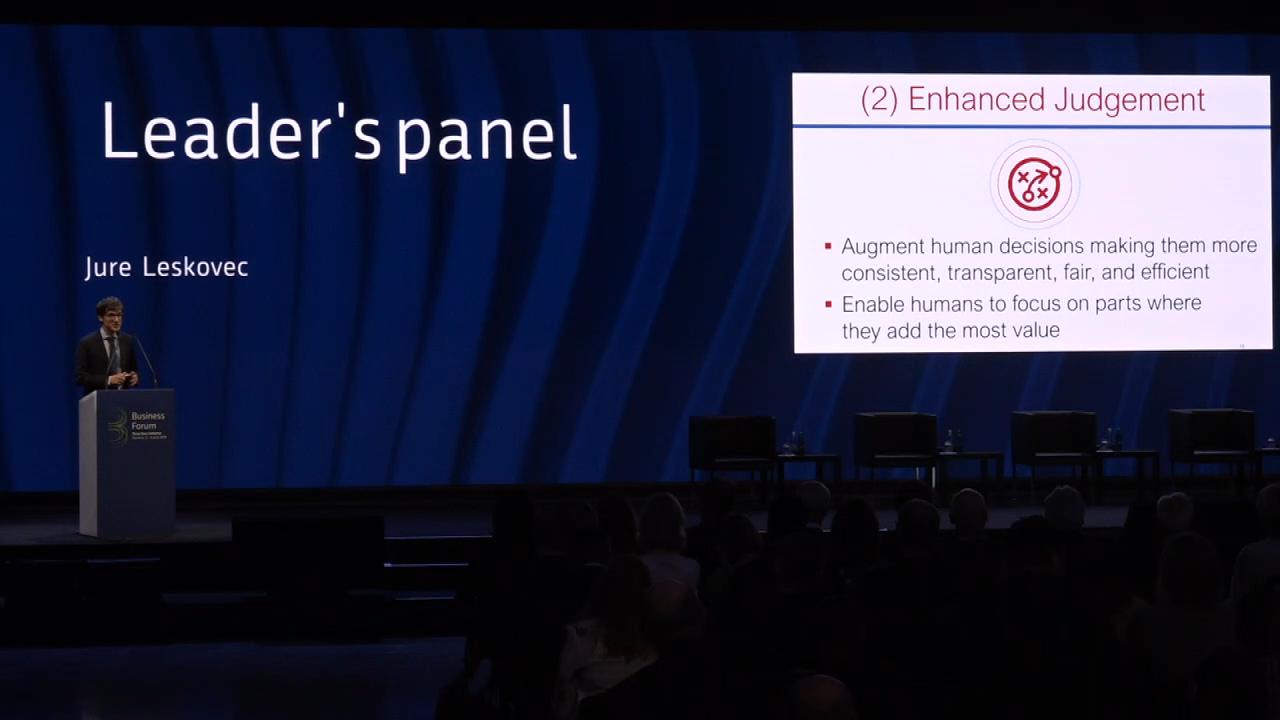 Leader's panel
Jure Leskovec
(2) Enhanced Judgement
Augment human decisions making them more
consistent, transparent, fair, and efficient
Enable humans to focus on parts where
they add the most value
Business
Forum